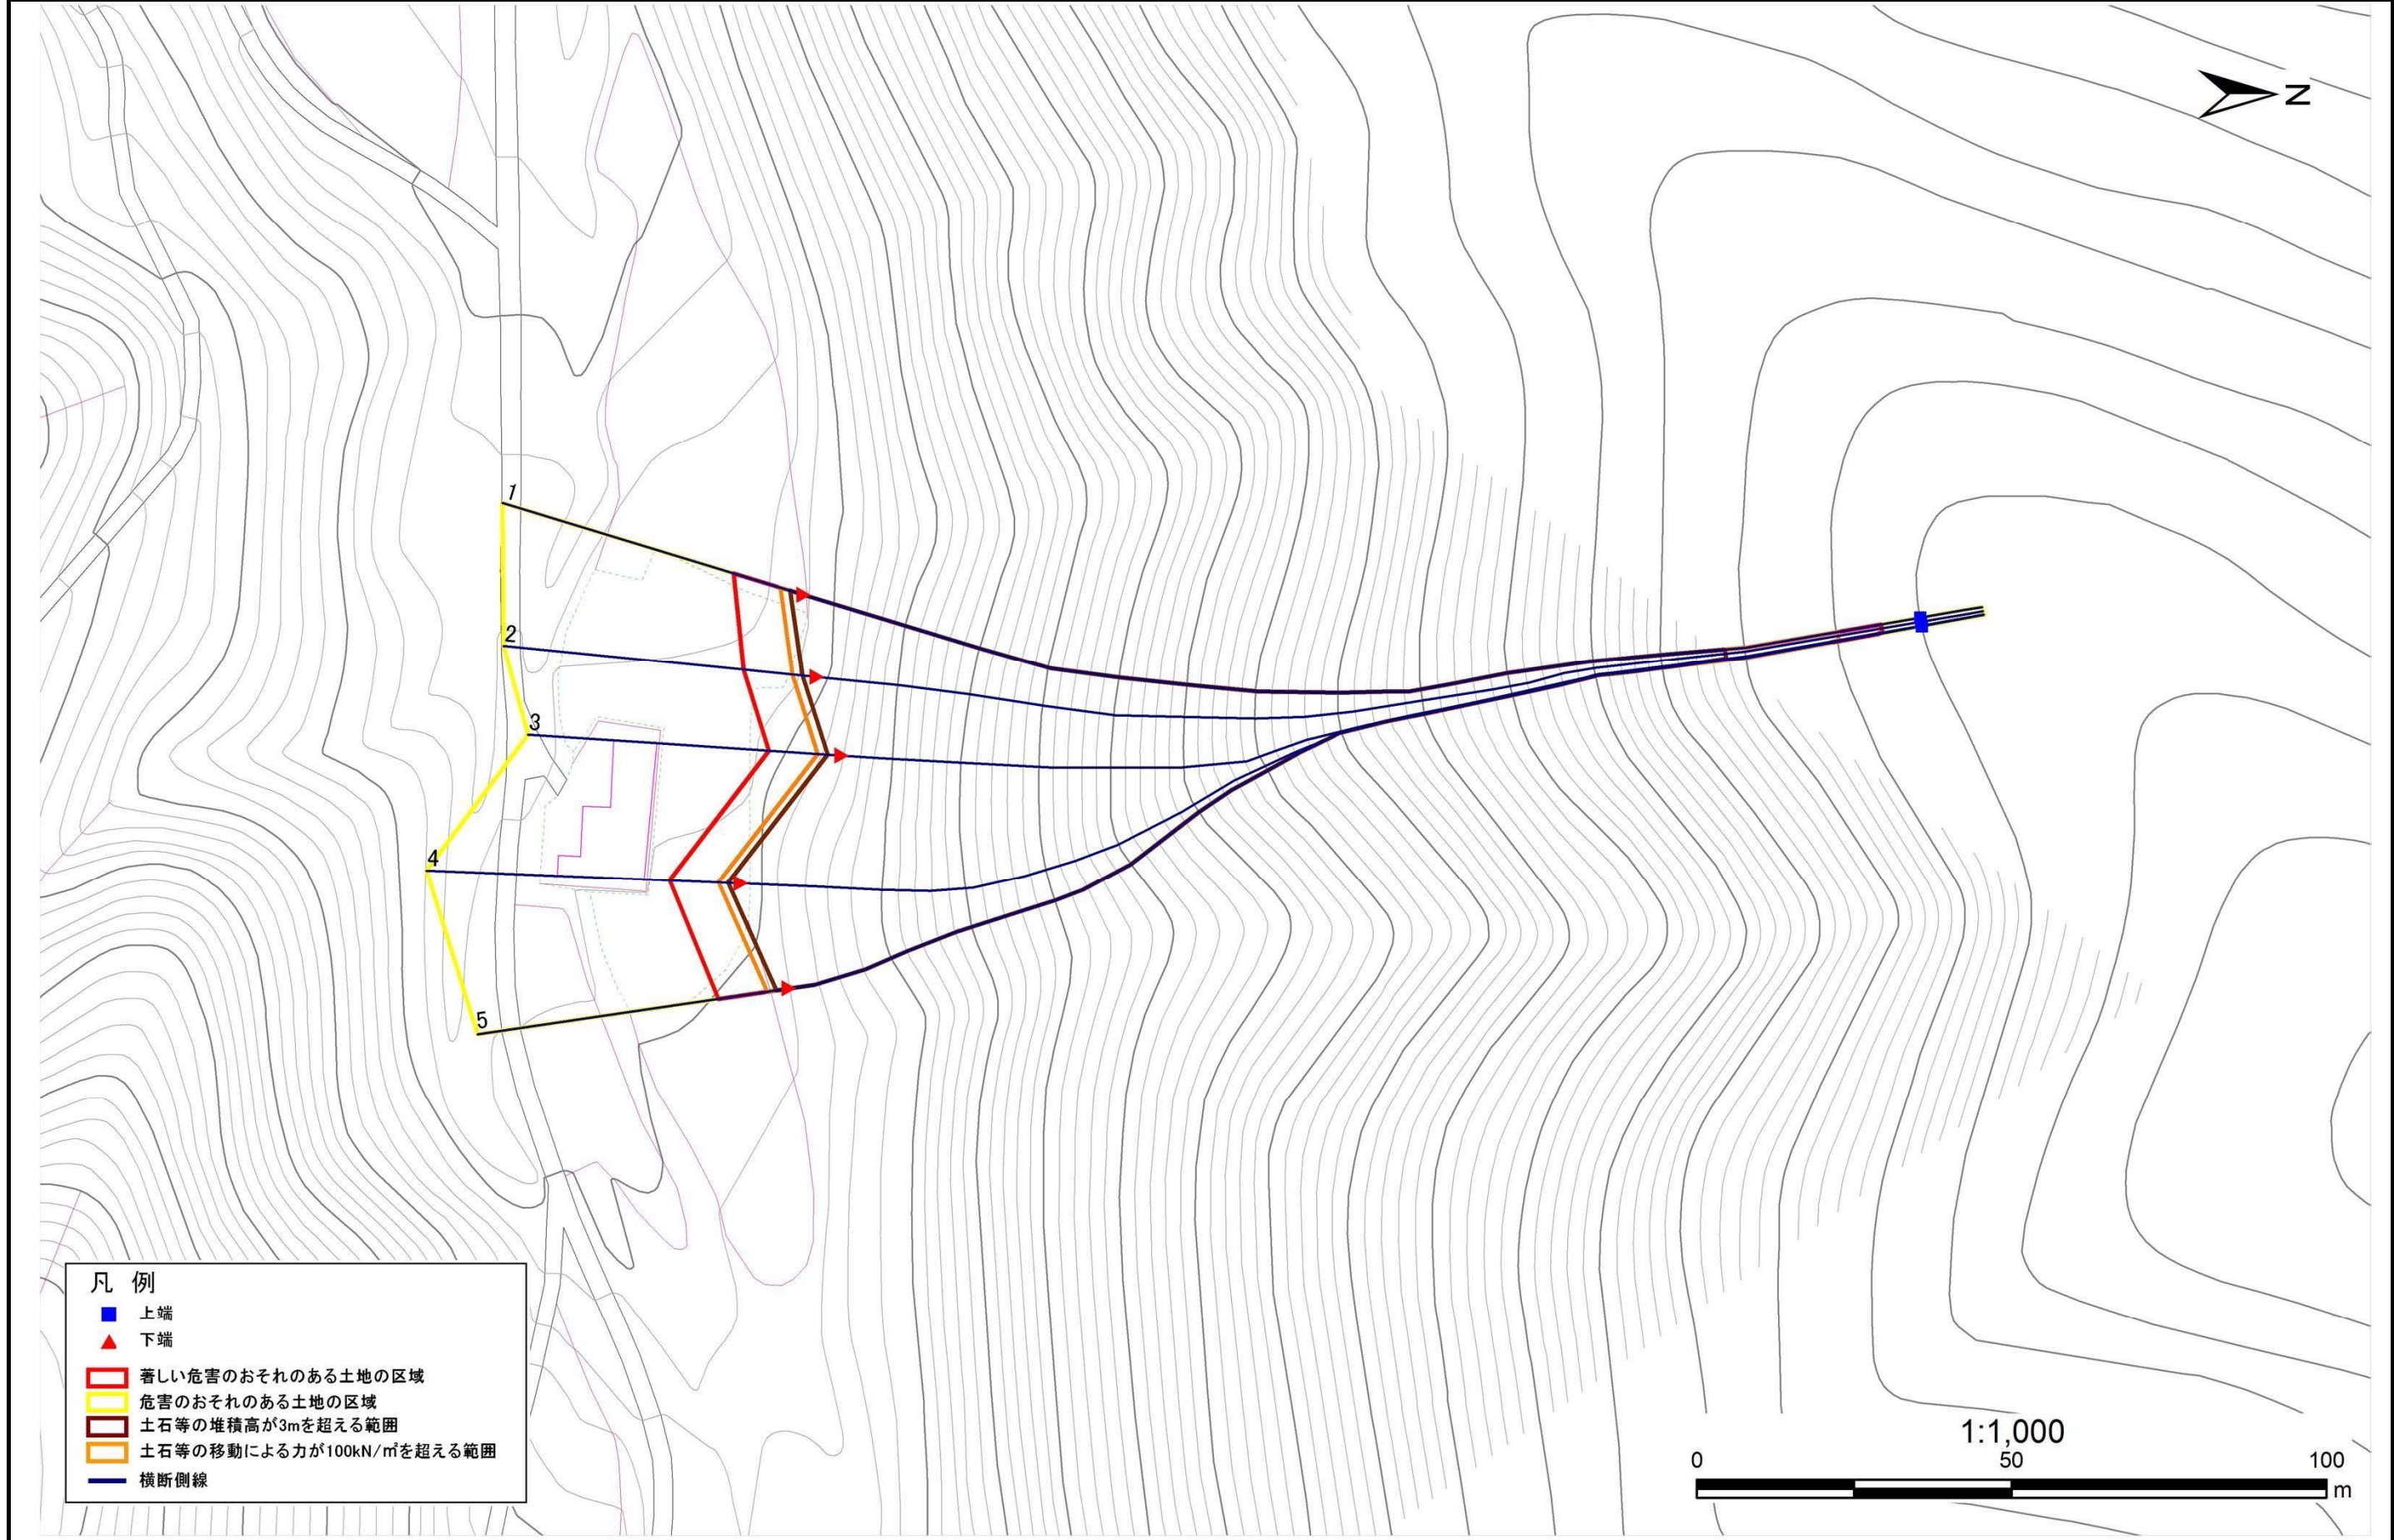 N
1
2
3
4
5
凡 例
上端
下端
著しい危害のおそれのある土地の区域
危害のおそれのある土地の区域
土石等の堆積高が3mを超える範囲
土石等の移動による力が100kN/㎡を超える範囲
横断側線
1:1,000
0 50 100
m